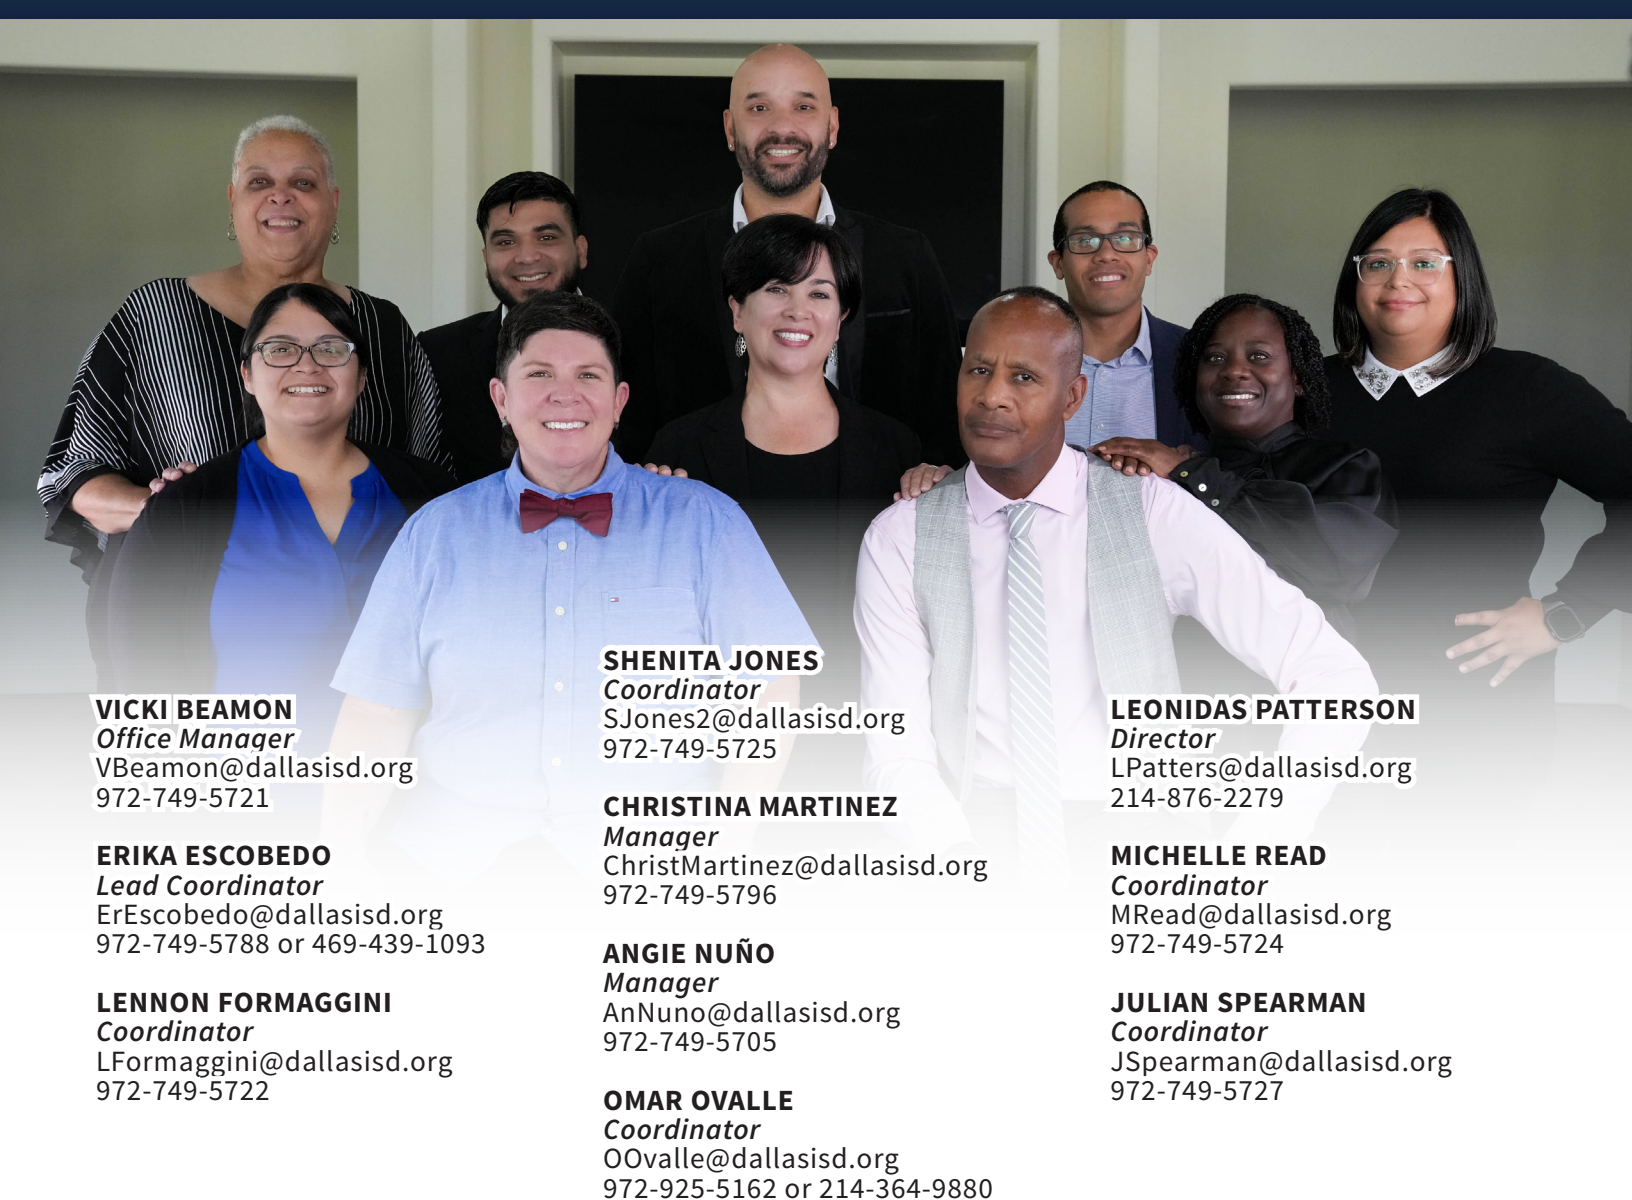 VICKI BEAMON
Office Manager
VBeamon@dallasisd.org
972-749-5721
ERIKA ESCOBEDO
Lead Coordinator
ErEscobedo@dallasisd.org
972-749-5788 or 469-439-1093
LENNON FORMAGGINI
Coordinator
LFormaggini@dallasisd.org
972-749-5722
SHENITA JONES
Coordinator
SJones2@dallasisd.org
972-749-5725
CHRISTINA MARTINEZ
Manager
ChristMartinez@dallasisd.org
972-749-5796
ANGIE NUÑO
Manager
AnNuno@dallasisd.org
972-749-5705
OMAR OVALLE
Coordinator
OOvalle@dallasisd.org
972-925-5162 or 214-364-9880
LEONIDAS PATTERSON
Director
LPatters@dallasisd.org
214-876-2279
MICHELLE READ
Coordinator
MRead@dallasisd.org
972-749-5724
JULIAN SPEARMAN
Coordinator
JSpearman@dallasisd.org
972-749-5727